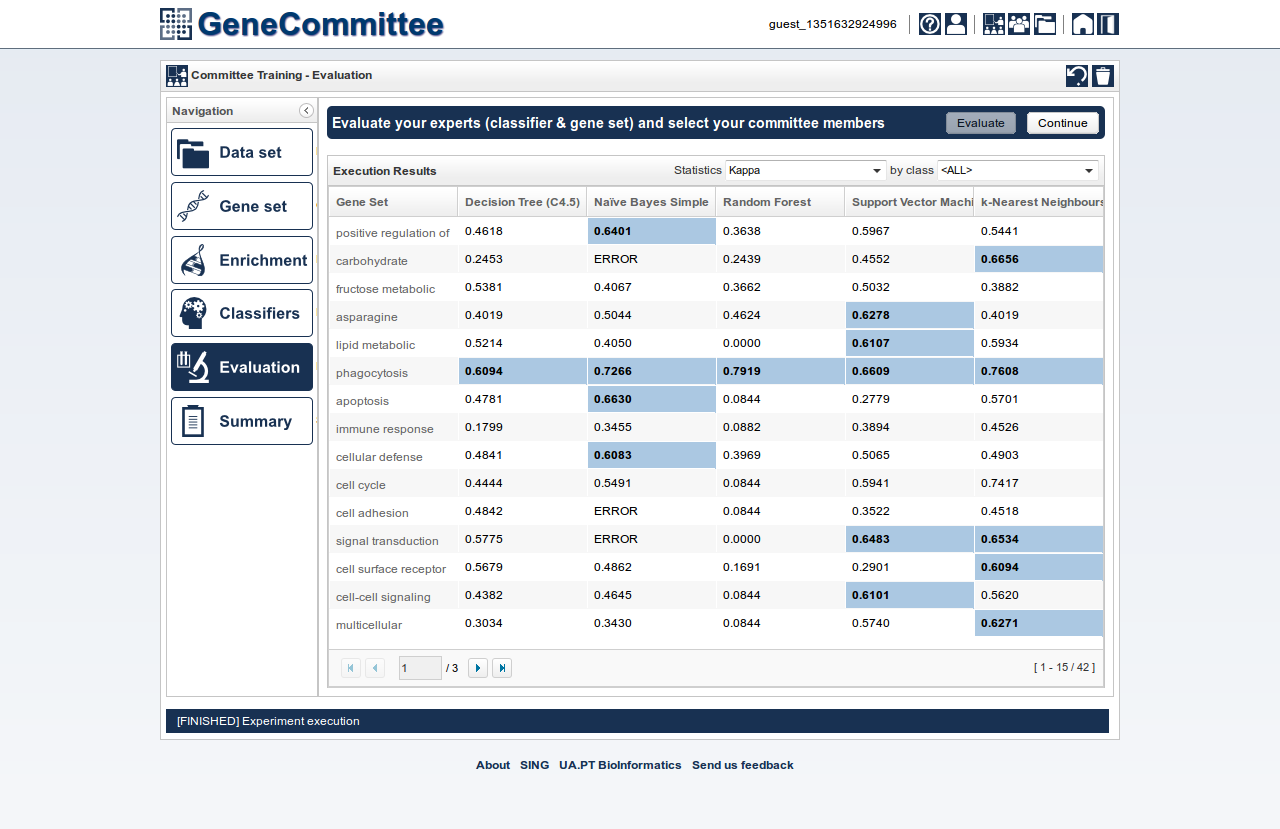 GeneCommittee
guest_1351632924996
Committee Training - Evaluation
Navigation
Data set
Gene set
Enrichment
Classifiers
Evaluation
Summary
Evaluate your experts (classifier & gene set) and select your committee members
Evaluate
Continue
Execution Results
Statistics Kappa by class <ALL>
Gene Set Decision Tree (C4.5) Naïve Bayes Simple Random Forest Support Vector Machi k-Nearest Neighbours
positive regulation of 0.4618 0.6401 0.3638 0.5967 0.5441
carbohydrate 0.2453 ERROR 0.2439 0.4552 0.6656
fructose metabolic 0.5381 0.4067 0.3662 0.5032 0.3882
asparagine 0.4019 0.5044 0.4624 0.6278 0.4019
lipid metabolic 0.5214 0.4050 0.0000 0.6107 0.5934
phagocytosis 0.6094 0.7266 0.7919 0.6609 0.7608
apoptosis 0.4781 0.6630 0.0844 0.2779 0.5701
immune response 0.1799 0.3455 0.0882 0.3894 0.4526
cellular defense 0.4841 0.6083 0.3969 0.5065 0.4903
cell cycle 0.4444 0.5491 0.0844 0.5941 0.7417
cell adhesion 0.4842 ERROR 0.0844 0.3522 0.4518
signal transduction 0.5775 ERROR 0.0000 0.6483 0.6534
cell surface receptor 0.5679 0.4862 0.1691 0.2901 0.6094
cell-cell signaling 0.4382 0.4645 0.0844 0.6101 0.5620
multicellular 0.3034 0.3430 0.0844 0.5740 0.6271
1 / 3
[ 1 - 15 / 42 ]
[FINISHED] Experiment execution
About SING UA.PT BioInformatics Send us feedback